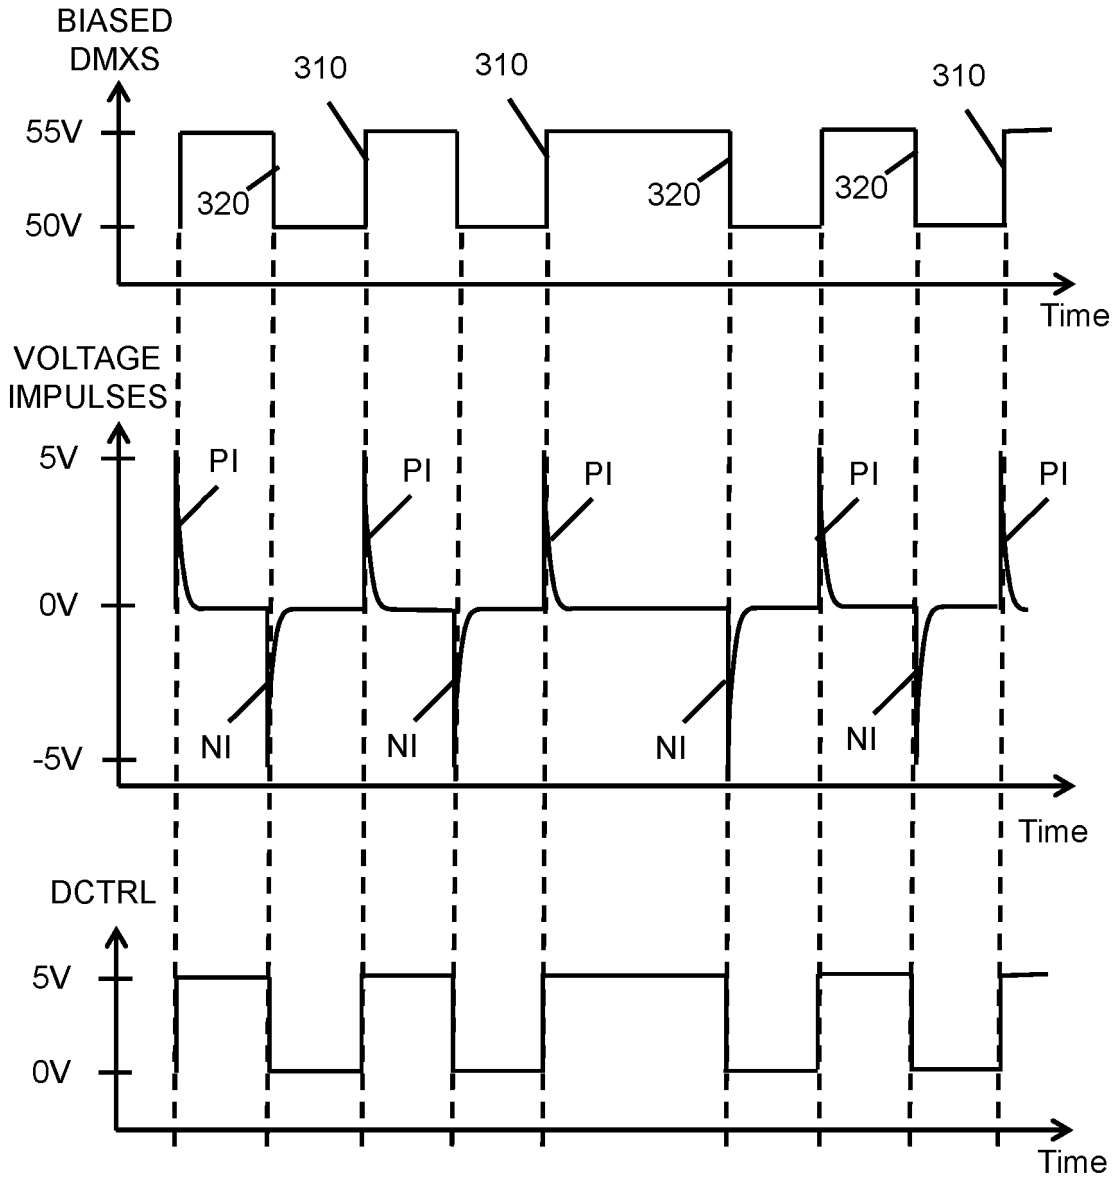 BIASED
DMXS
310
310
310
55V
320
320
320
50V
Time
VOLTAGE
IMPULSES
5V
PI
PI
PI
PI
PI
0V
NI
NI
NI
NI
-5V
Time
DCTRL
5V
0V
Time